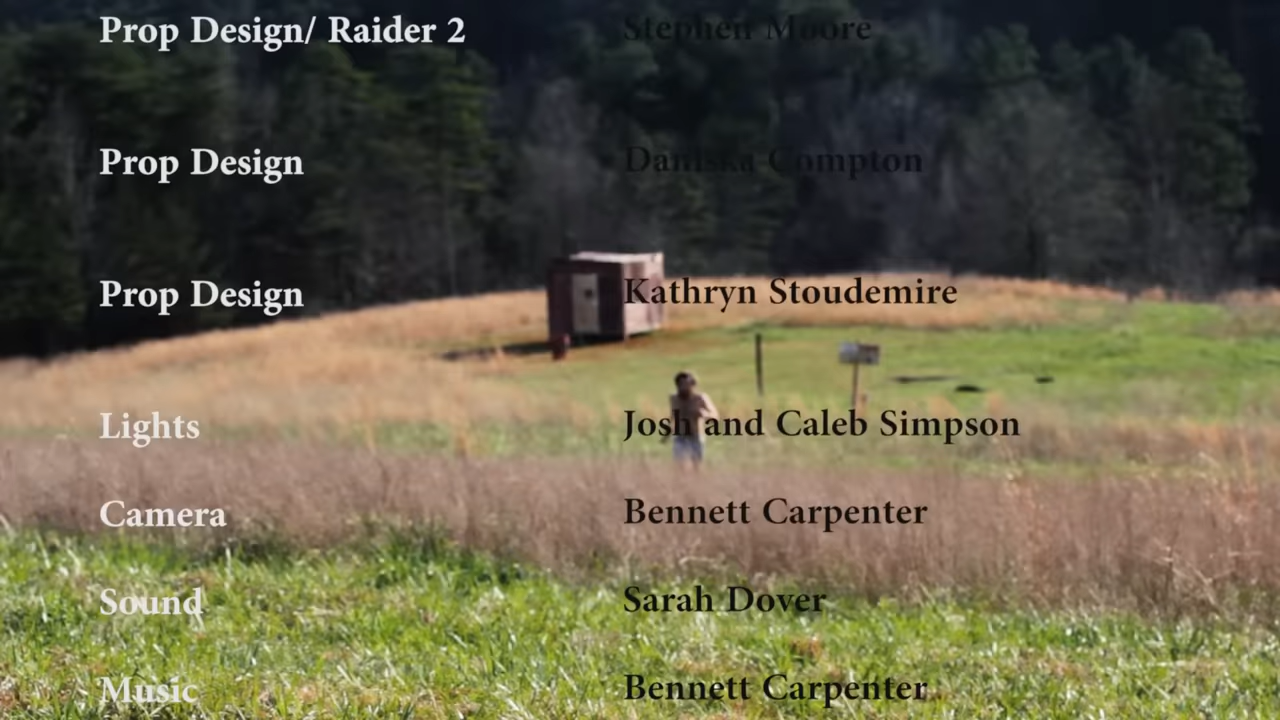 Prop Design/ Raider 2 Stephen Moore
Prop Design Daniska Compton
Prop Design Kathryn Stoudemire
Lights Josh and Caleb Simpson
Camera Bennett Carpenter
Sound Sarah Dover
Music Bennett Carpenter